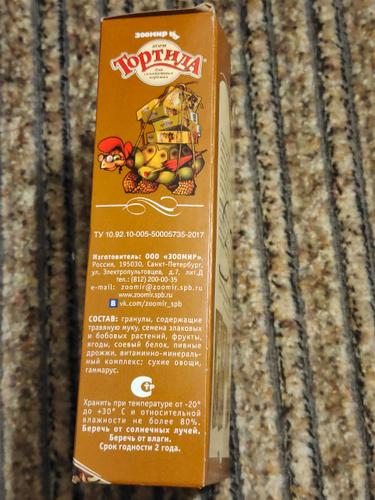 ЗООМИР
корм
ТОРТИЛА
для
сухопутных
черепах
ТУ 10.92.10-005-50005735-2017
Изготовитель: ООО «ЗООМИР»,
Россия, 195030, Санкт-Петербург,
ул. Электропультовцев, д.7, лит.Д
тел.: (812) 200-00-35
e-mail: zoomir@zoomir.spb.ru
www.zoomir.spb.ru
В vk.com/zoomir_spb
СОСТАВ: гранулы, содержащие
травяную муку, семена злаковых
и бобовых растений, фрукты,
ягоды, соевый белок, пивные
дрожжи, витаминно-минераль-
ный комплекс; сухие овощи,
гаммарус.
Хранить при температуре от -20°
до +30° С и относительной
влажности не более 80%.
Беречь от солнечных лучей.
Беречь от влаги.
Срок годности 2 года.